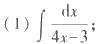 (1) ∫ dx/(4x−3);